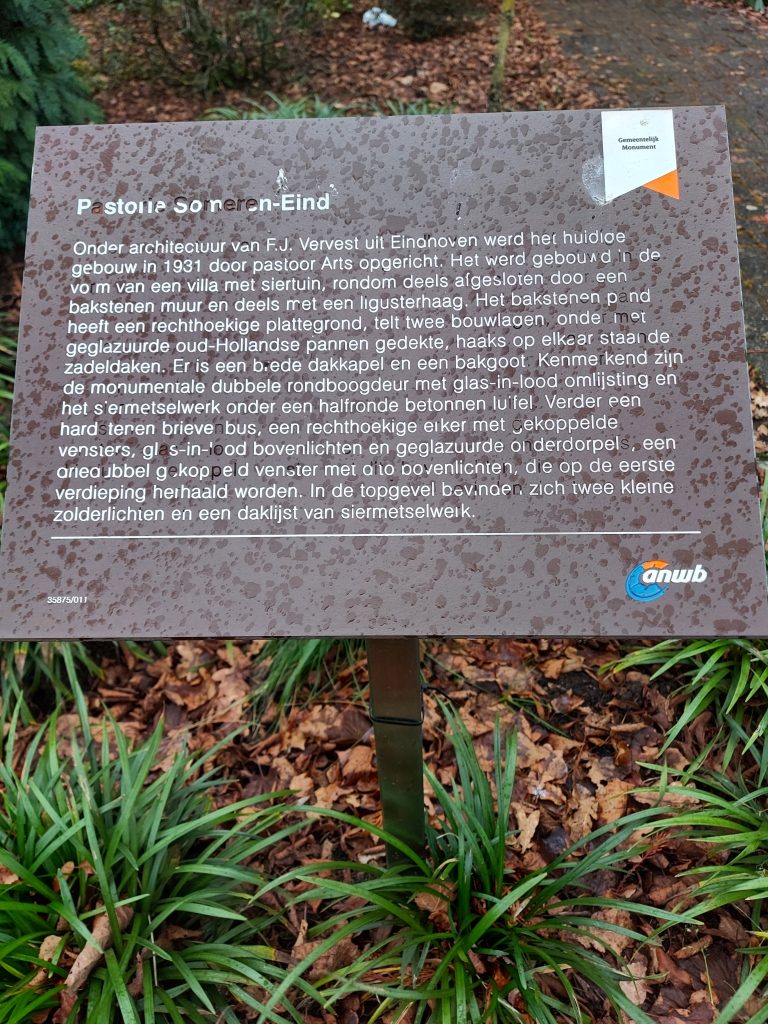 Gemeentelijk
Monument
Pastorie Someren-Eind
Onder architectuur van F.J. Vervest uit Eindhoven werd het huidige
gebouw in 1931 door pastoor Arts opgericht. Het werd gebouwd in de
vorm van een villa met siertuin, rondom deels afgesloten door een
bakstenen muur en deels met een ligusterhaag. Het bakstenen pand
heeft een rechthoekige plattegrond, telt twee bouwlagen, onder met
geglazuurde oud-Hollandse pannen gedekte, haaks op elkaar staande
zadeldaken. Er is een brede dakkapel en een bakgoot. Kenmerkend zijn
de monumentale dubbele rondboogdeur met glas-in-lood omlijsting en
het siermetselwerk onder een halfronde betonnen luifel. Verder een
hardstenen brievenbus, een rechthoekige erker met gekoppelde
vensters, glas-in-lood bovenlichten en geglazuurde onderdorpels, een
driedubbel gekoppeld venster met dito bovenlichten, die op de eerste
verdieping herhaald worden. In de topgevel bevinden zich twee kleine
zolderlichten en een daklijst van siermetselwerk.
35875/011
anwb